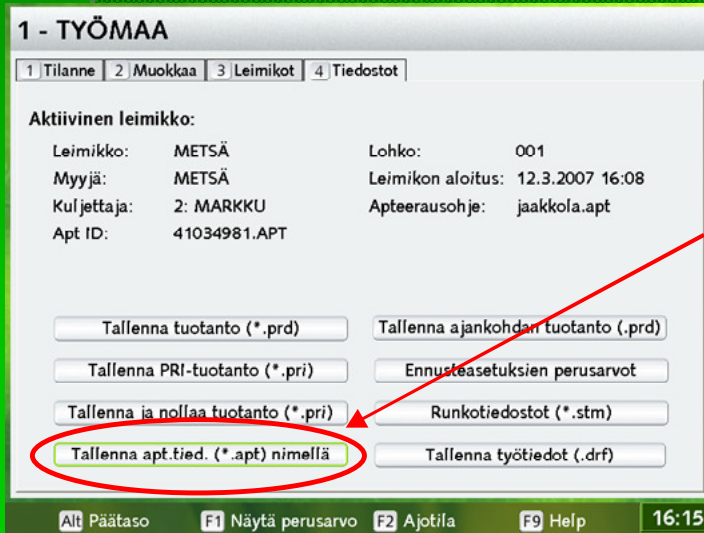 1 - TYÖMAA
1 Tilanne 2 Muokkaa 3 Leimikot 4 Tiedostot
Aktiivinen leimikko:
Leimikko: METSÄ Lohko: 001
Myyjä: METSÄ Leimikon aloitus: 12.3.2007 16:08
Kuljettaja: 2: MARKKU Apteerausohje: jaakkola.apt
Apt ID: 41034981.APT
Tallenna tuotanto (*.prd) Tallenna ajankohdan tuotanto (.prd)
Tallenna PRI-tuotanto (*.pri) Ennusteasetuksien perusarvot
Tallenna ja nollaa tuotanto (*.pri) Runkotiedostot (*.stm)
Tallenna apt.tied. (*.apt) nimellä Tallenna työtiedot (.drf)
Alt Päätaso F1 Näytä perusarvo F2 Ajotila F9 Help 16:15